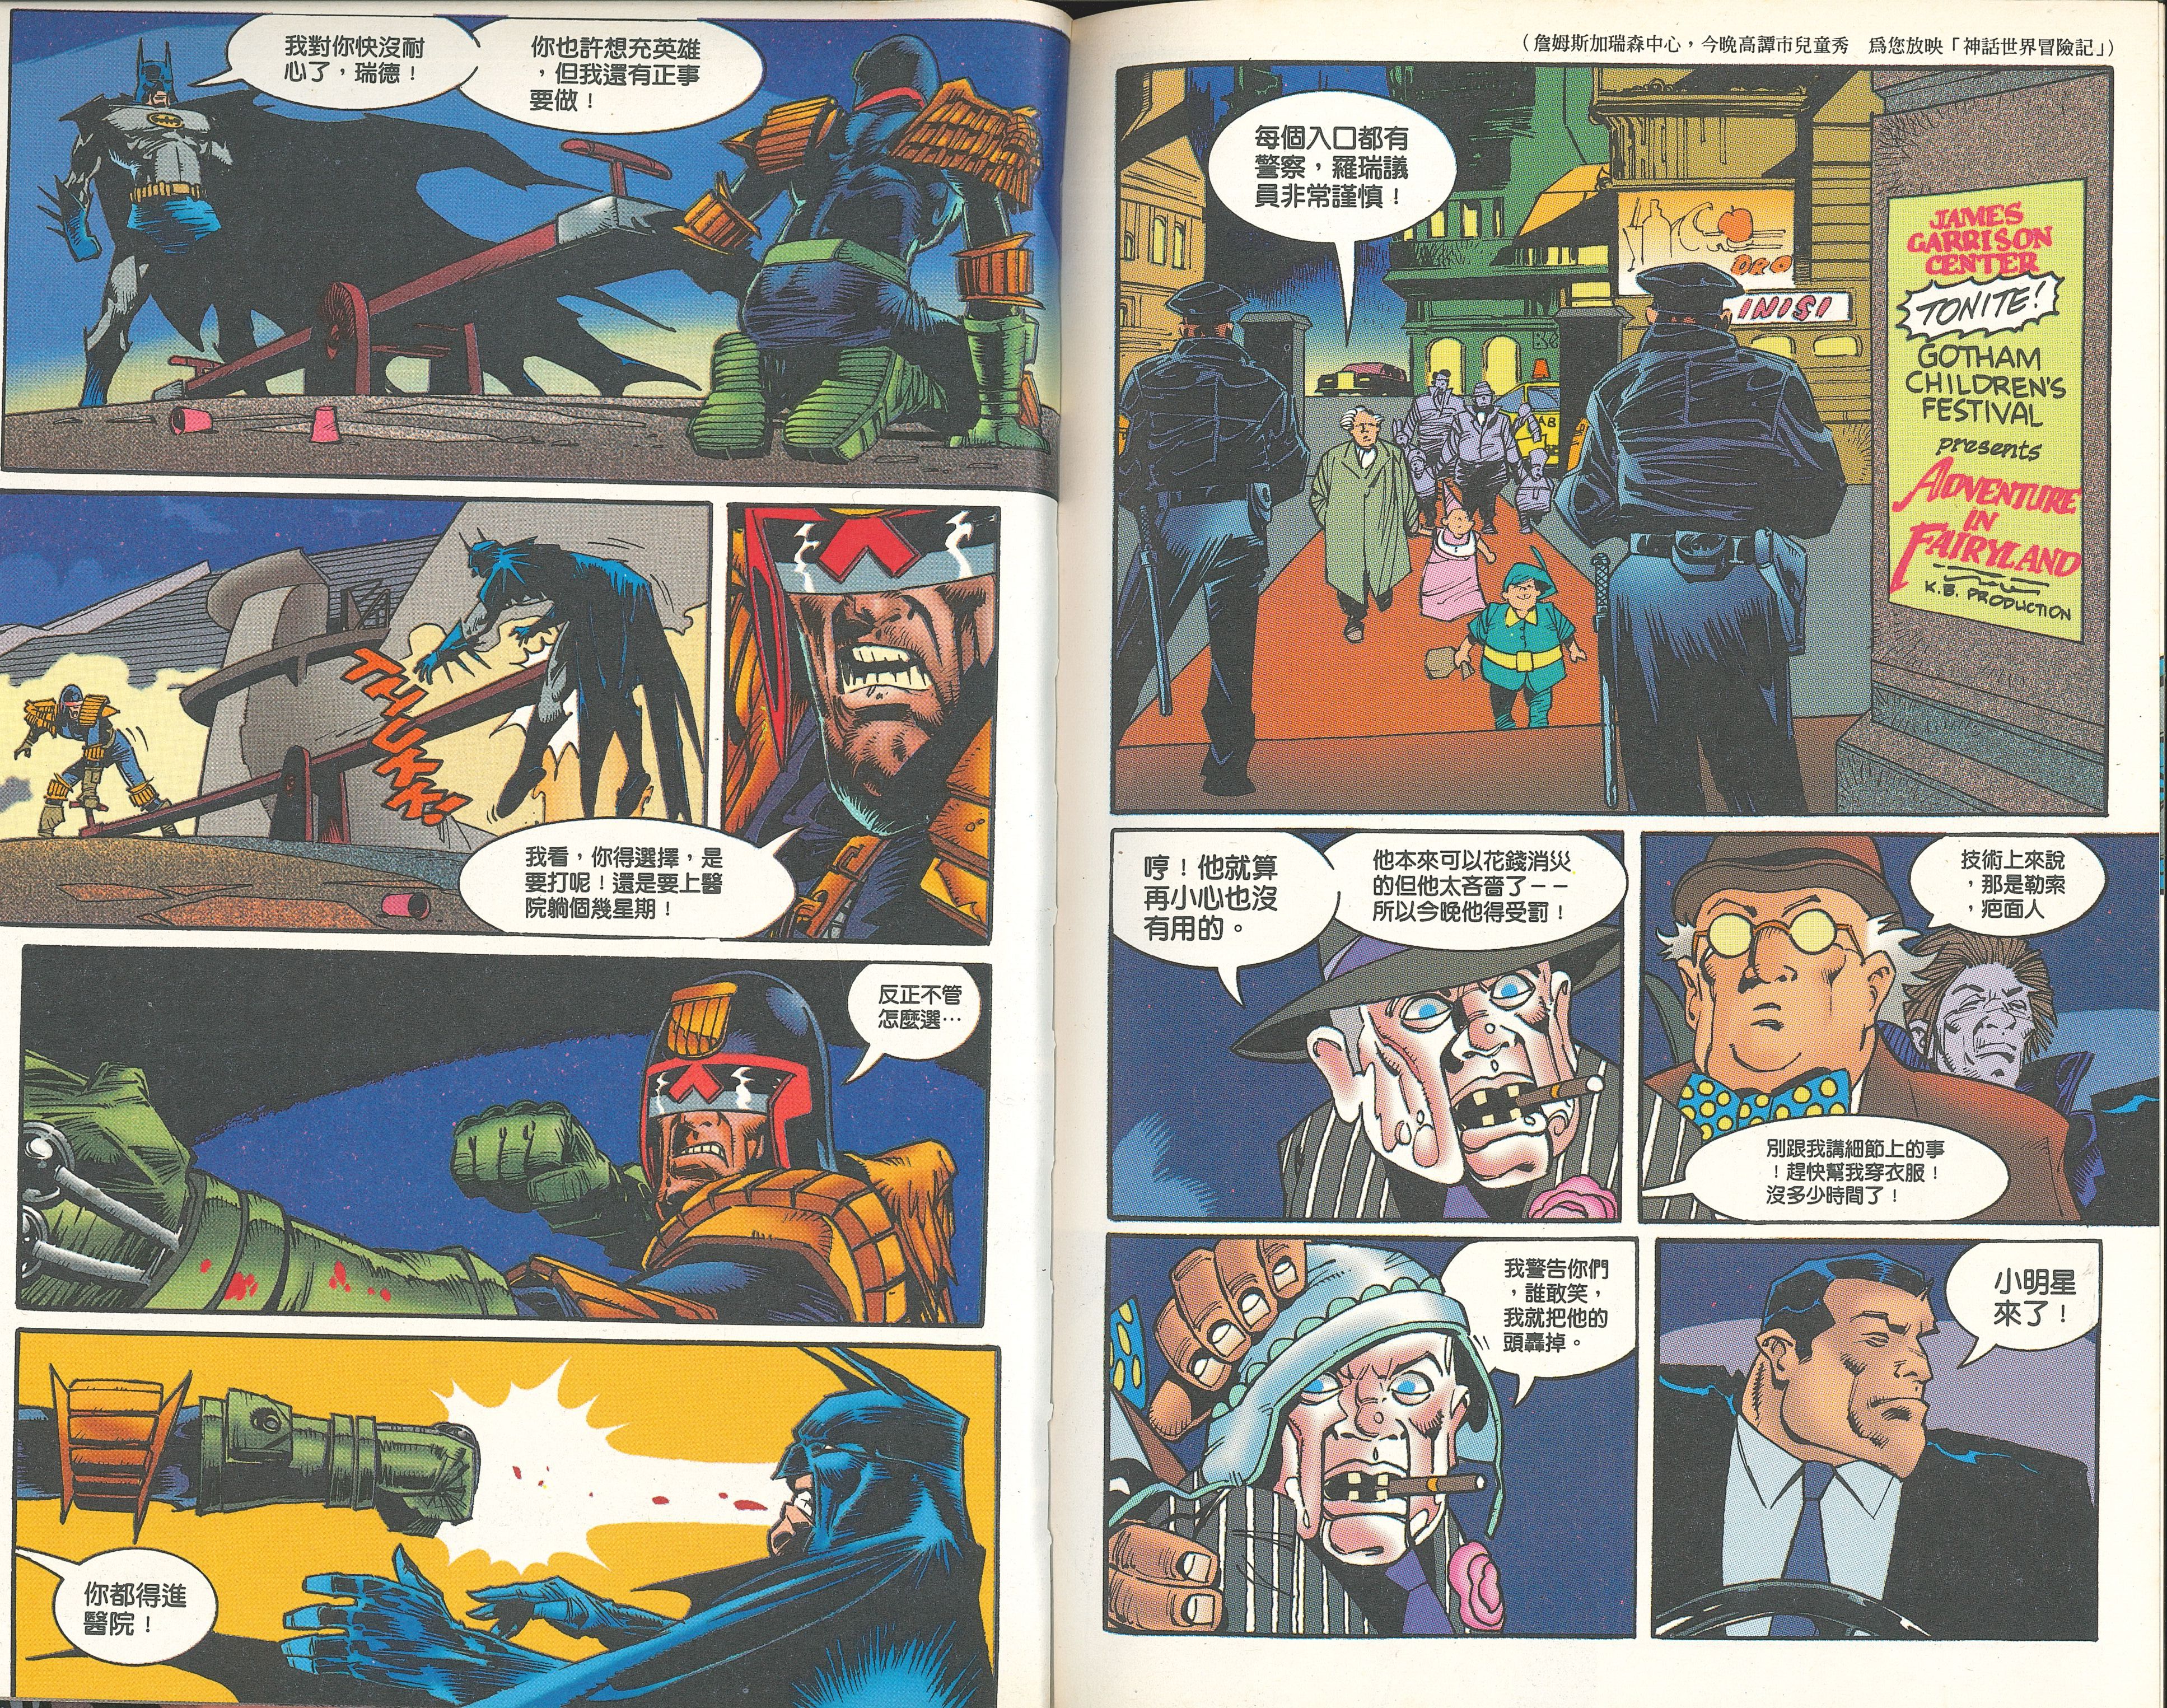 我對你快沒耐
心了，瑞德！
你也許想充英雄
，但我還有正事
要做！
THUKK!
我看，你得選擇，是
要打呢！還是要上醫
院躺個幾星期！
反正不管
怎麼選…
你都得進
醫院！
（詹姆斯加瑞森中心，今晚高譚市兒童秀　爲您放映「神話世界冒險記」）
每個入口都有
警察，羅瑞議
員非常謹慎！
DRO
INISI
Be
CAB
JAMES
GARRISON
CENTER
TONITE!
GOTHAM
CHILDREN'S
FESTIVAL
presents
ADVENTURE
IN
FAIRYLAND
K.B. PRODUCTION
哼！他就算
再小心也沒
有用的。
他本來可以花錢消災
的但他太吝嗇了－－
所以今晚他得受罰！
技術上來說
，那是勒索
，疤面人
別跟我講細節上的事
！趕快幫我穿衣服！
沒多少時間了！
我警告你們
，誰敢笑，
我就把他的
頭轟掉。
小明星
來了！